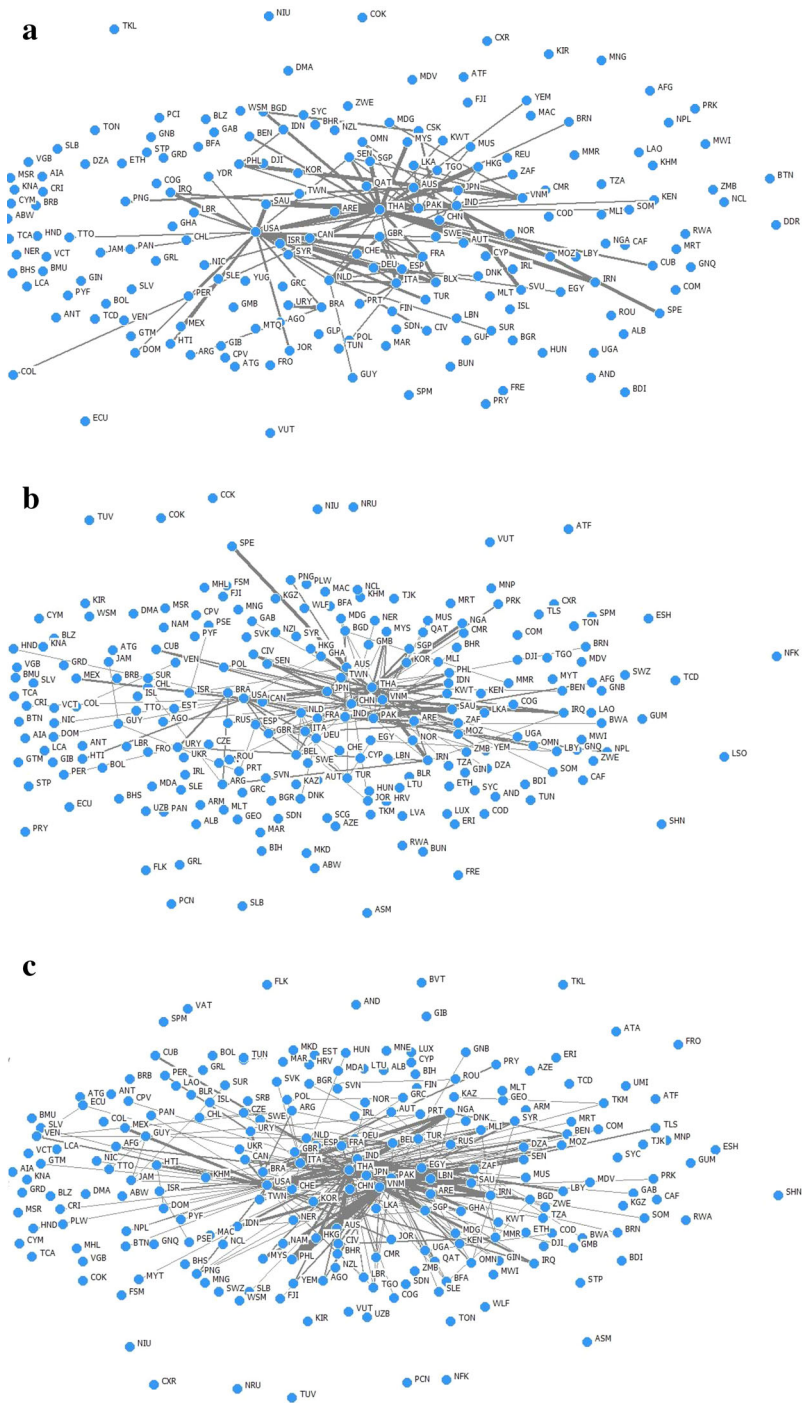 a
NIU COK
TKL
CXR
KIR MNG
DMA
MDV ATF
AFG
FJI YEM
PRK
WSM BGD SYC ZWE MAC BRN NPL
PCI BLZ
TON GNB GAB IDN BHR NZL MDG CSK KWT MUS MWI
SLB STP BFA BEN OMN MYS REU MMR LAO
VGB DZA ETH GRD PHL DJI SEN SGP LKA TGO HKG ZAF KHM
MSR AIA YDR KOR BTN
KNA CRI COG IRQ TWN QAT AUS JPN VNM CMR TZA ZMB
CYM BRB PNG SAU THA PAK IND KEN NCL
ABW LBR ARE CHN COD MLI SOM DDR
GHA USA GBR SWE NOR RWA
TCA HND TTO CHL ISR CAN AUT NGA CAF MRT
NER VCT JAM PAN SYR CHE FRA CYP MOZ LBY
BHS BMU GRL NIC DEU ESP IRL CUB GNQ
LCA GIN SLE YUG GRC NLD ITA BLX DNK SVU EGY IRN COM
PYF SLV PER TUR MLT
ANT BOL GMB URY BRA PRT FIN LBN ISL SPE
TCD VEN MEX MTQ AGO SDN CIV SUR ROU ALB
GTM HTI GIB GLP POL MAR GUF BGR
DOM ARG CPV JOR TUN HUN UGA
ATG FRO BUN
COL GUY AND
SPM FRE BDI
PRY
ECU
VUT
b
CCK
TUV COK NIU NRU
ATF
SPE VUT
MHL FSM PNG PLW NCL MNP
KIR FJI KGZ MAC KHM TJK MRT PRK CXR
CYM WSM DMA MSR CPV MNG WLF BFA TLS SPM
NAM PSE GAB MDG NER MUS NGA TON ESH
HND KNA BLZ PYF SVK NZL SYR BGD GMB MYS QAT CMR COM
ATG CUB CIV HKG GHA SGP BHR DJI TGO BRN NFK
VGB GRD JAM VEN POL SEN AUS KOR MLI PHL MDV
BMU SLV MEX BRB SUR CHL TWN THA IDN MMR MYT AFG SWZ
TCA ISL ISR BRA USA CAN JPN VNM KWT KEN BEN GNB TCD
CRI VCT COL TTO EST CHN SAU LKA COG IRQ LAO
BTN NIC GUY AGO RUS ESP NLD FRA IND PAK ARE ZAF BWA GUM
AIA DOM GBR ITA MOZ UGA
LCA ANT LBR URY CZE DEU EGY NOR OMN GNQ NPL
GTM GIB HTI FRO UKR ROU BEL CHE CYP LBN ZMB YEM LBY ZWE LSO
PER BOL IRL PRT SWE IRN TZA DZA MWI
STP ARG SVN KAZ AUT TUR BLR GIN SOM CAF
ECU BHS MDA SLE GRC BGR DNK HUN LTU ETH SYC BDI
UZB PAN ARM MLT JOR HRV AND TUN
ALB GEO SDN SCG TKM LVA LUX COD
PRY MAR AZE ERI SHN
BIH MKD RWA BUN
FLK GRL ABW FRE
PCN SLB ASM
c
FLK BVT TKL
VAT AND
SPM GIB
ATA FRO
CUB BOL TUN MKD EST HUN MNE LUX GNB ERI
GRL MAR HRV MDA LTU ALB CYP PRY AZE
BRB PER SVK BGR BIH ROU TCD UMI
LAO SUR SVN FIN KAZ MLT TKM
ATG ANT CPV BLR SRB POL NOR GRC GEO ATF
ECU ISL CZE ARG IRL AUT PRT NGA ARM
BMU COL PAN CHL SWE DNK SYR MRT COM TLS
SLV VEN MEX GUY URY NLD DEU MLI BEN MNP
VCT LCA AFG UKR GBR ESP FRA BEL TUR RUS DZA MOZ TJK ESH
GTM NIC HTI CAN ITA IND SEN SYC GUM
AIA TTO BRA THA JPN PAK EGY ZAF
KNA JAM KHM USA CHE LBN SAU MUS LBY MDV PRK
GRD BLZ DMA ABW TWN KOR CHN VNM ARE IRN BGD GAB CAF SHN
MSR CRI DOM LKA SGP GHA ZWE KGZ
HND PLW PYF IDN NER AUS KWT TZA SOM RWA
CYM NPL MAC NAM HKG CIV JOR MDG ETH COD BRN
TCA MHL BTN GNQ PSE NCL KEN MMR DJI BWA GMB
VGB BHS MYS PHL BHR CMR UGA OMN GIN IRQ BDI
COK MYT PNG NZL ZMB QAT MWI
FSM MNG YEM AGO LBR SDN BFA STP
SWZ SLB TGO SLE
WSM FJI COG WLF
KIR VUT UZB TON
NIU ASM
CXR NRU PCN NFK
TUV